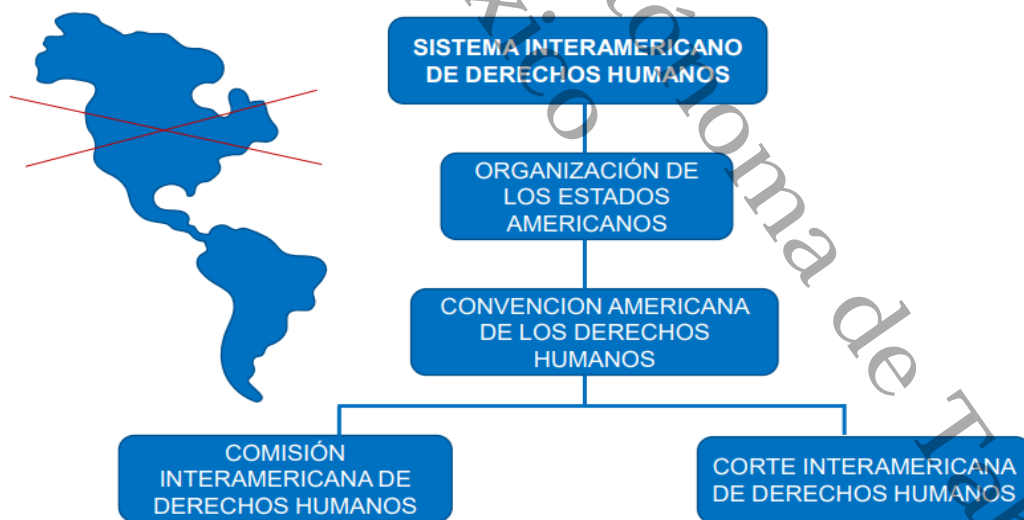 SISTEMA INTERAMERICANO
DE DERECHOS HUMANOS
ORGANIZACIÓN DE
LOS ESTADOS
AMERICANOS
CONVENCION AMERICANA
DE LOS DERECHOS
HUMANOS
COMISIÓN
INTERAMERICANA DE
DERECHOS HUMANOS
CORTE INTERAMERICANA
DE DERECHOS HUMANOS